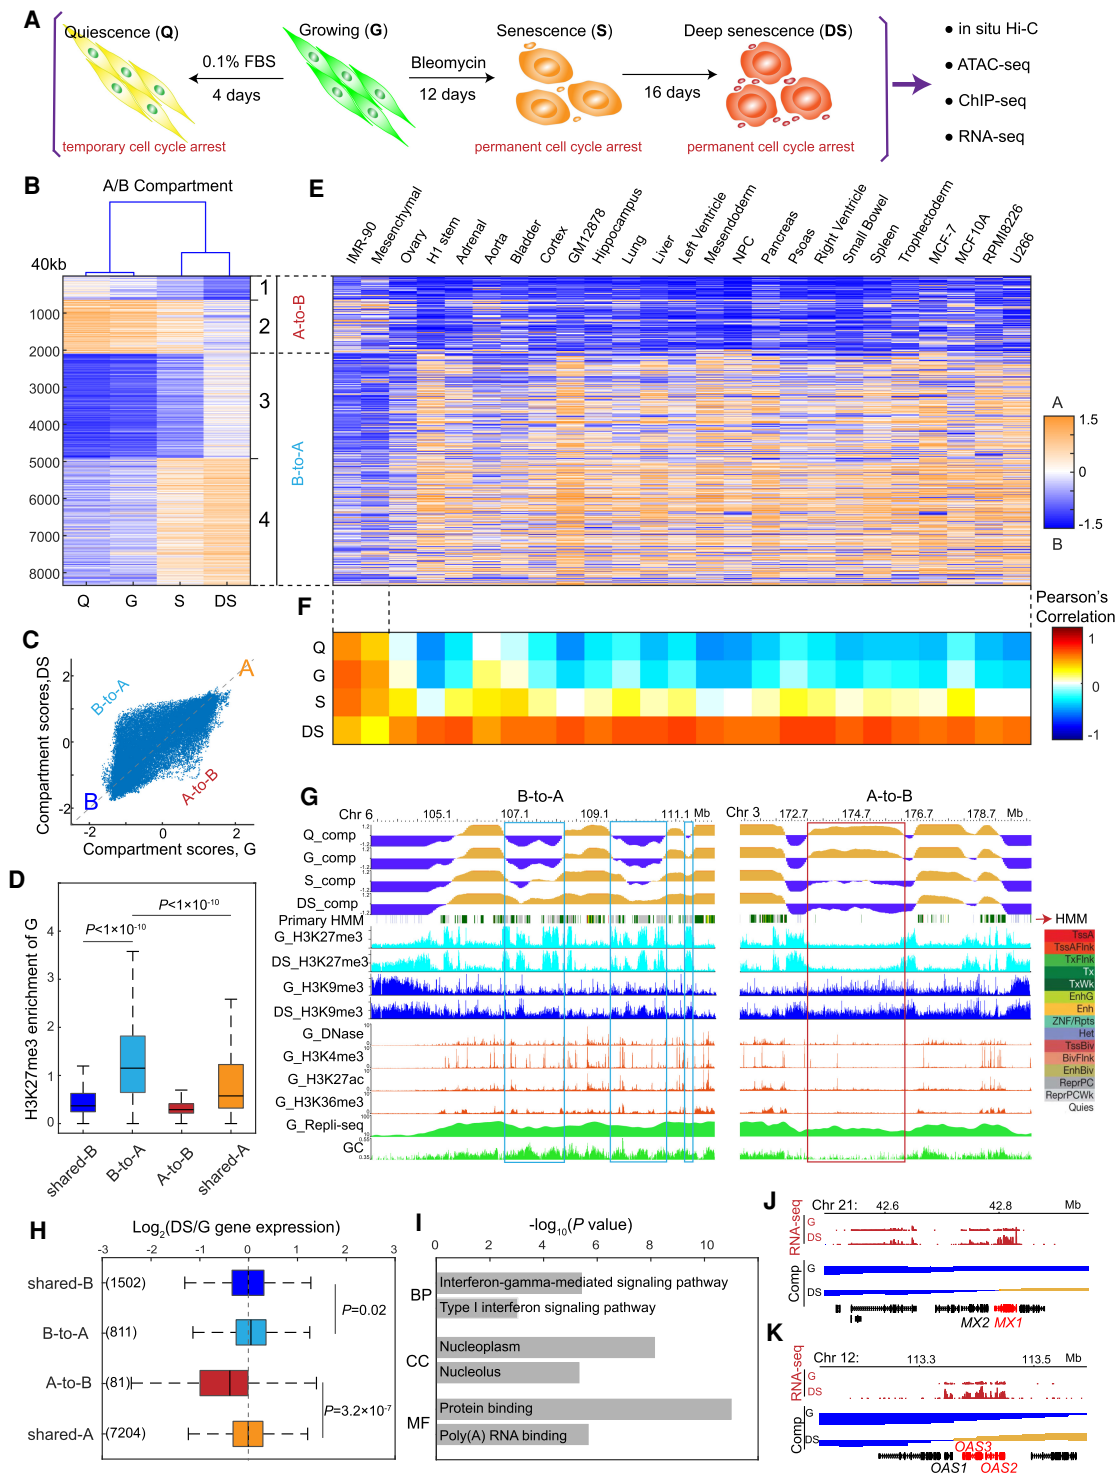 A
Quiescence (Q)
Growing (G)
Senescence (S)
Deep senescence (DS)
0.1% FBS
4 days
Bleomycin
12 days
16 days
temporary cell cycle arrest
permanent cell cycle arrest
permanent cell cycle arrest
● in situ Hi-C
● ATAC-seq
● ChIP-seq
● RNA-seq
B
A/B Compartment
40kb
1000
2000
3000
4000
5000
6000
7000
8000
Q G S DS
1
2
3
4
A-to-B
B-to-A
E
IMR-90
Mesenchymal
Ovary
H1 stem
Adrenal
Aorta
Bladder
Cortex
GM12878
Hippocampus
Lung
Liver
Left Ventricle
Mesendoderm
NPC
Pancreas
Psoas
Right Ventricle
Small Bowel
Spleen
Trophectoderm
MCF-7
MCF10A
RPMI8226
U266
A
1.5
0
-1.5
B
F
Q
G
S
DS
Pearson's
Correlation
1
0
-1
C
Compartment scores,DS
2
0
-2
-2 0 2
Compartment scores, G
B-to-A
A
B
A-to-B
D
H3K27me3 enrichment of G
4
3
2
1
0
P<1×10-10
P<1×10-10
shared-B
B-to-A
A-to-B
shared-A
G
B-to-A
A-to-B
Chr 6 105.1 107.1 109.1 111.1 Mb
Chr 3 172.7 174.7 176.7 178.7 Mb
Q_comp
G_comp
S_comp
DS_comp
Primary HMM
G_H3K27me3
DS_H3K27me3
G_H3K9me3
DS_H3K9me3
G_DNase
G_H3K4me3
G_H3K27ac
G_H3K36me3
G_Repli-seq
GC
HMM
TssA
TssAFlnk
TxFlnk
Tx
TxWk
EnhG
Enh
ZNF/Rpts
Het
TssBiv
BivFlnk
EnhBiv
ReprPC
ReprPCWk
Quies
H
Log2(DS/G gene expression)
-3 -2 -1 0 1 2 3
shared-B (1502)
B-to-A (811)
A-to-B (81)
shared-A (7204)
P=0.02
P=3.2×10-7
I
-log10(P value)
0 2 4 6 8 10
BP
Interferon-gamma-mediated signaling pathway
Type I interferon signaling pathway
CC
Nucleoplasm
Nucleolus
MF
Protein binding
Poly(A) RNA binding
J
Chr 21: 42.6 42.8 Mb
RNA-seq
G
DS
Comp
G
DS
MX2 MX1
K
Chr 12: 113.3 113.5 Mb
RNA-seq
G
DS
Comp
G
DS
OAS3
OAS1 OAS2